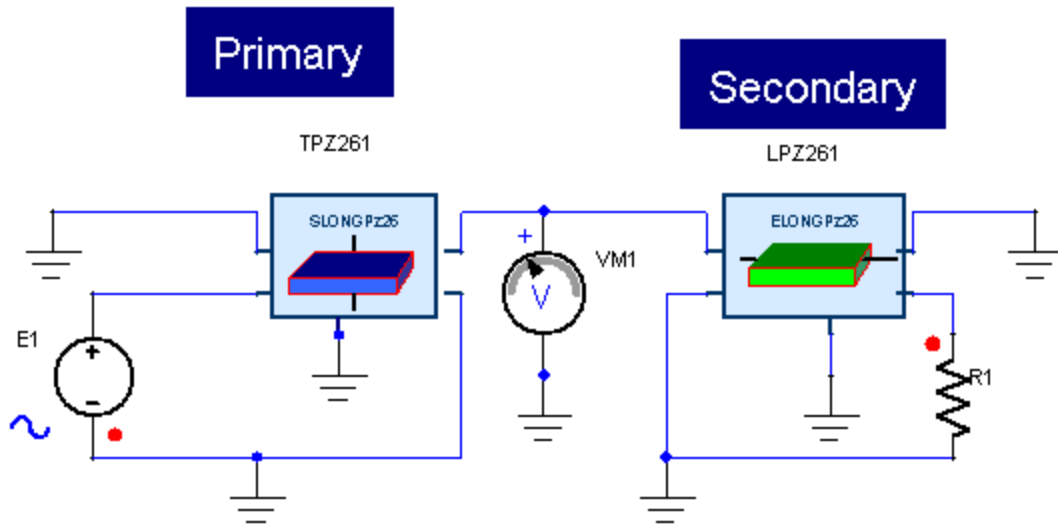 Primary
Secondary
TPZ261
LPZ261
SLONGPz26
ELONGPz26
+
VM1
V
E1
+
−
R1